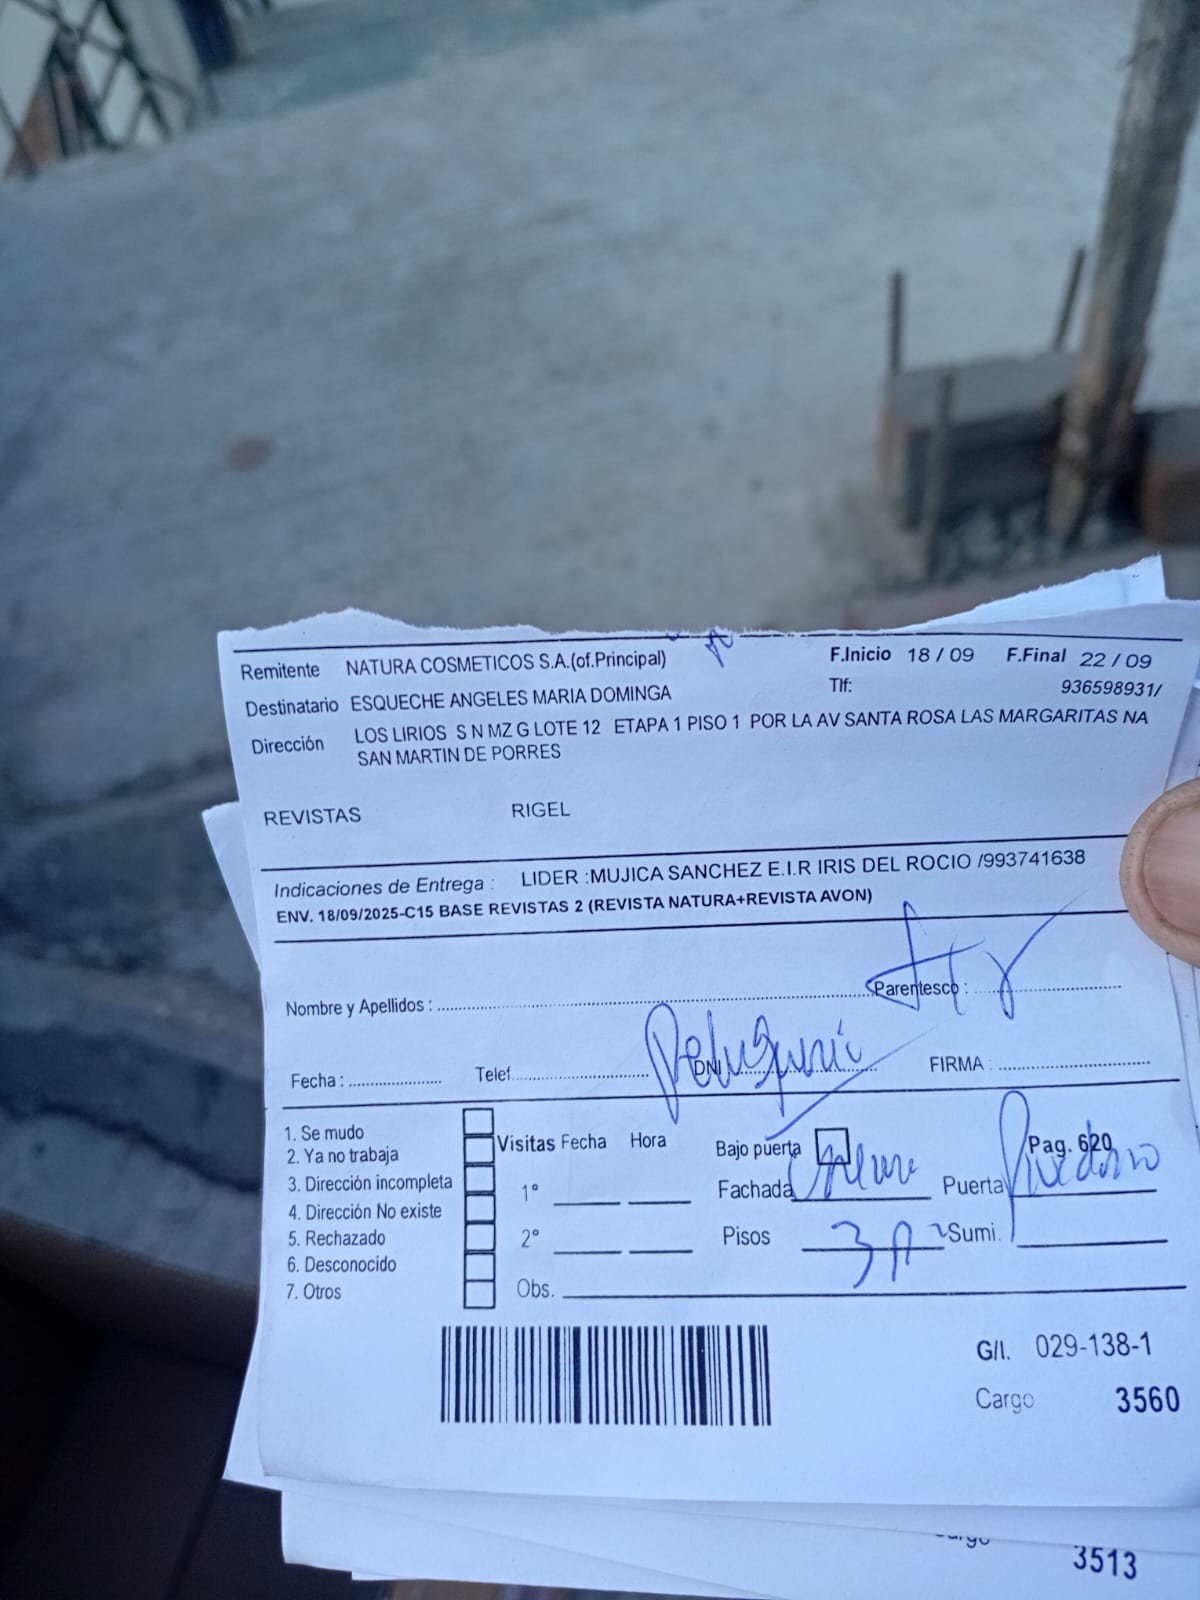 Remitente NATURA COSMETICOS S.A.(of.Principal) F.Inicio 18 / 09 F.Final 22 / 09
Destinatario ESQUECHE ANGELES MARIA DOMINGA Tlf: 936598931/
Dirección LOS LIRIOS S N MZ G LOTE 12 ETAPA 1 PISO 1 POR LA AV SANTA ROSA LAS MARGARITAS NA
SAN MARTIN DE PORRES
REVISTAS RIGEL
Indicaciones de Entrega : LIDER :MUJICA SANCHEZ E.I.R IRIS DEL ROCIO /993741638
ENV. 18/09/2025-C15 BASE REVISTAS 2 (REVISTA NATURA+REVISTA AVON)
Nombre y Apellidos : Parentesco :
Fecha : Telef. DNI FIRMA :
1. Se mudo
2. Ya no trabaja
3. Dirección incompleta
4. Dirección No existe
5. Rechazado
6. Desconocido
7. Otros
Visitas Fecha Hora
1°
2°
Obs.
Bajo puerta Pag. 620
Fachada Puerta
Pisos 3 P Sumi.
G/I. 029-138-1
Cargo 3560
3513